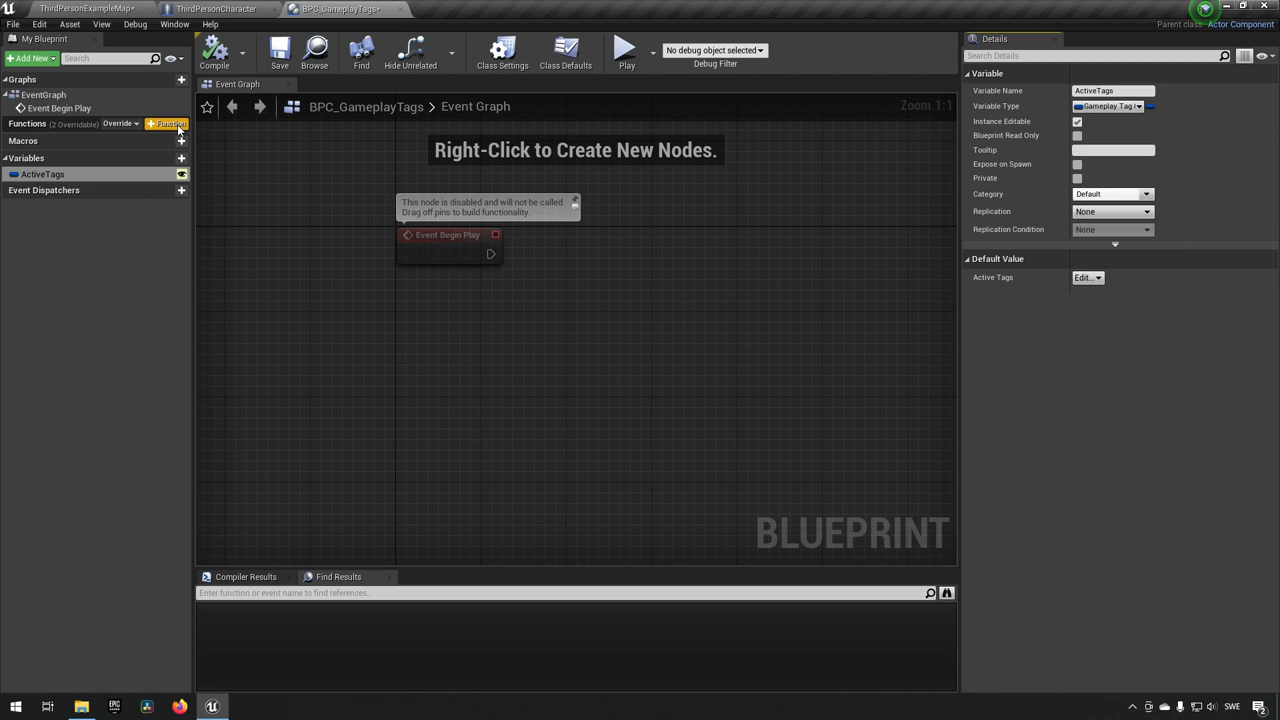 ThirdPersonExampleMap•
ThirdPersonCharacter
BPC_GameplayTags•
File Edit Asset View Debug Window Help
Parent class: Actor Component
My Blueprint
Add New
Search
Graphs
EventGraph
Event Begin Play
Functions (2 Overridable) Override Function
Macros
Variables
ActiveTags
Event Dispatchers
Compile
Save
Browse
Find
Hide Unrelated
Class Settings
Class Defaults
Play
No debug object selected
Debug Filter
Event Graph
BPC_GameplayTags > Event Graph
Zoom 1:1
Right-Click to Create New Nodes.
This node is disabled and will not be called.
Drag off pins to build functionality.
Event Begin Play
BLUEPRINT
Compiler Results
Find Results
Enter function or event name to find references...
Details
Search Details
Variable
Variable Name ActiveTags
Variable Type Gameplay Tag
Instance Editable
Blueprint Read Only
Tooltip
Expose on Spawn
Private
Category Default
Replication None
Replication Condition None
Default Value
Active Tags Edit...
EPIC GAMES
SWE
2